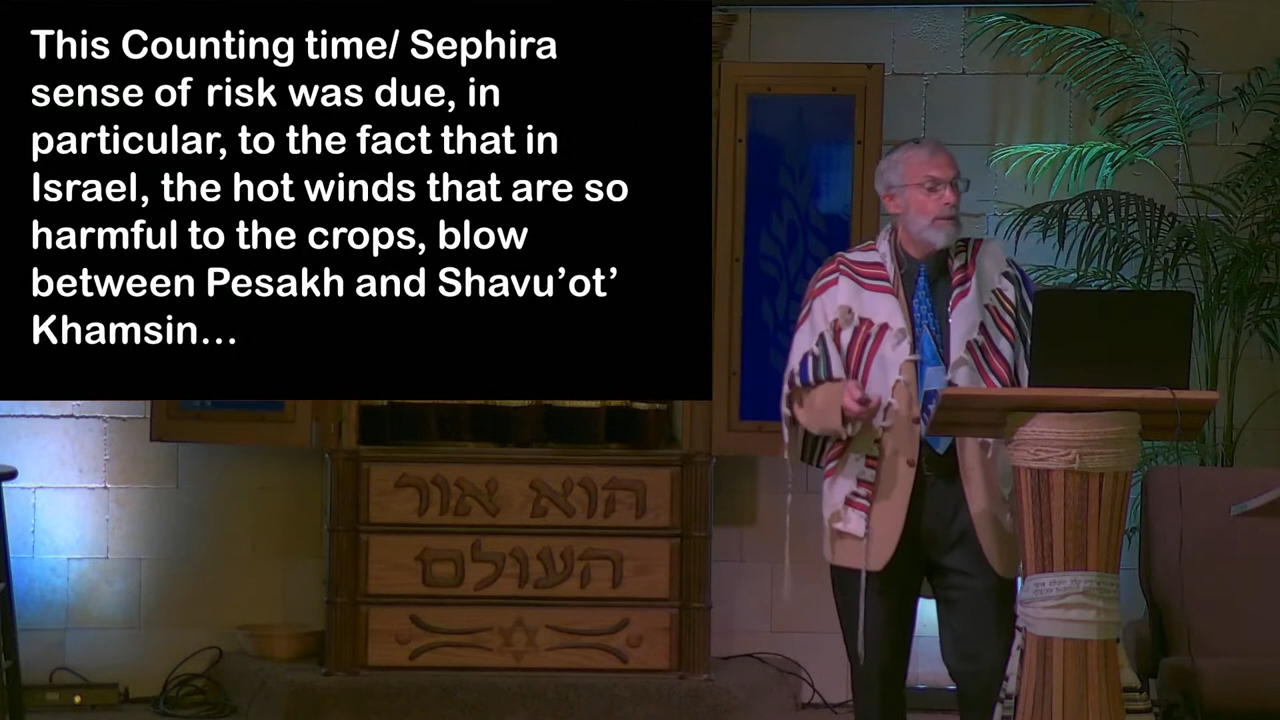 This Counting time/ Sephira
sense of risk was due, in
particular, to the fact that in
Israel, the hot winds that are so
harmful to the crops, blow
between Pesakh and Shavu’ot’
Khamsin…
הוא אור
העולם